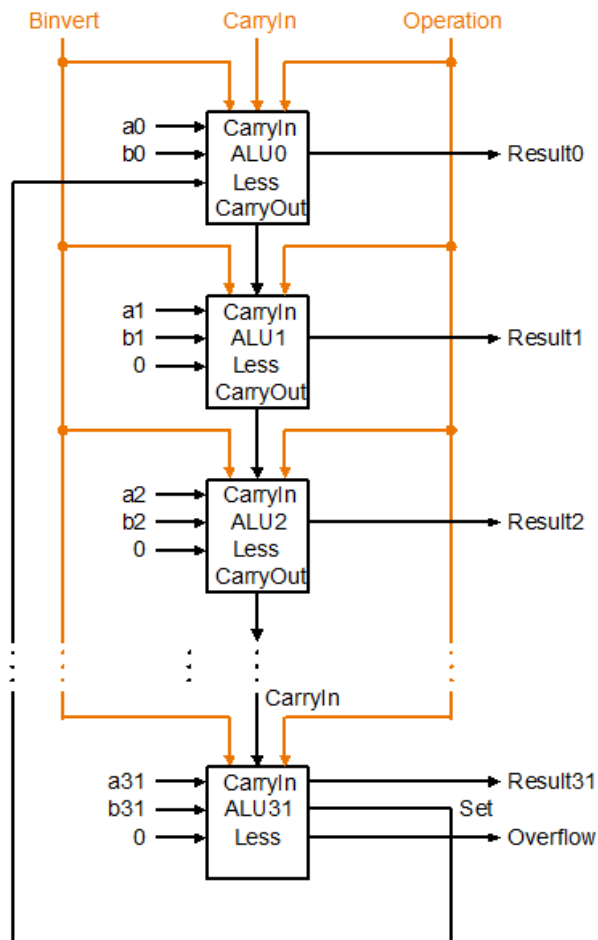 Binvert CarryIn Operation
a0 CarryIn
b0 ALU0 Result0
Less
CarryOut
a1 CarryIn
b1 ALU1 Result1
0 Less
CarryOut
a2 CarryIn
b2 ALU2 Result2
0 Less
CarryOut
CarryIn
a31 CarryIn Result31
b31 ALU31 Set
0 Less Overflow